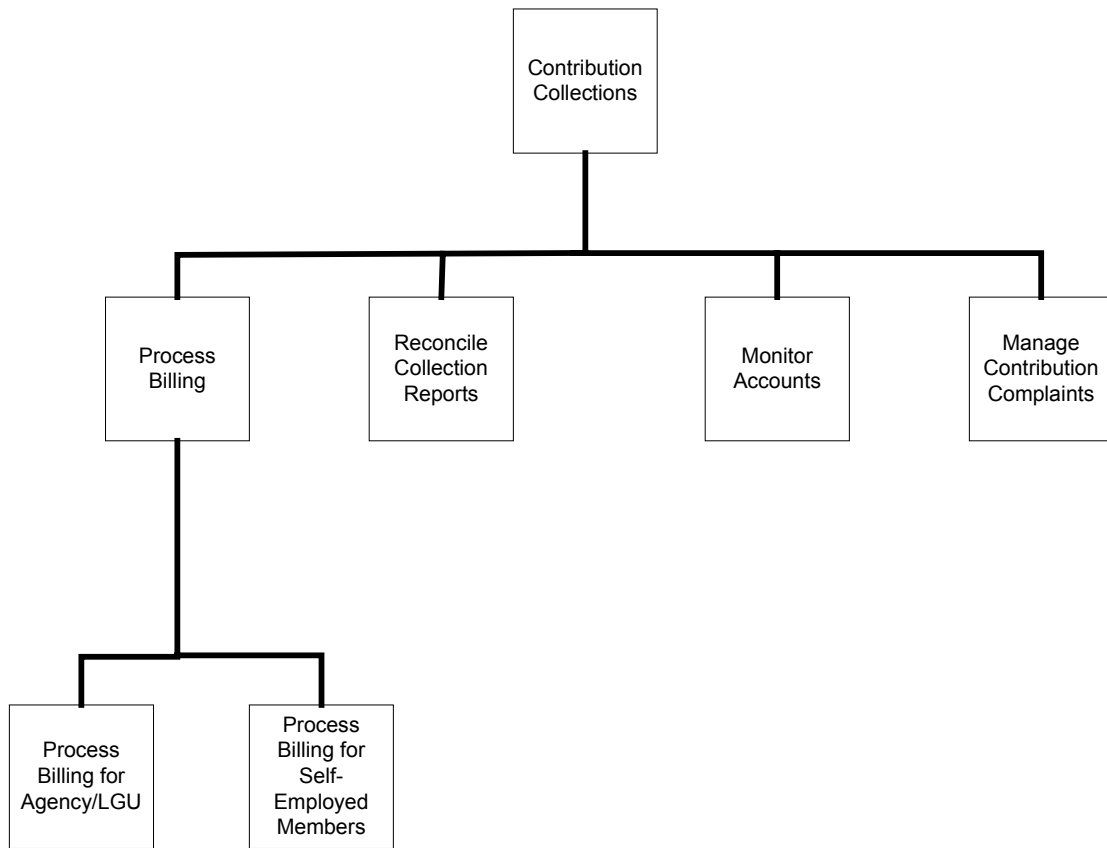 Contribution
Collections
Process
Billing
Reconcile
Collection
Reports
Monitor
Accounts
Manage
Contribution
Complaints
Process
Billing for
Agency/LGU
Process
Billing for
Self-
Employed
Members